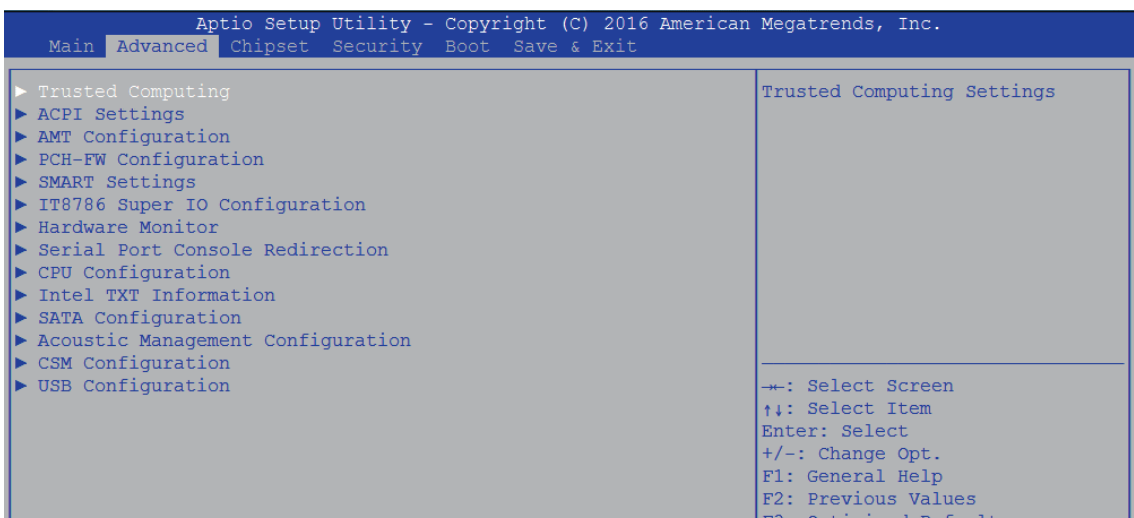 Aptio Setup Utility - Copyright (C) 2016 American Megatrends, Inc.
Main Advanced Chipset Security Boot Save & Exit
► Trusted Computing
► ACPI Settings
► AMT Configuration
► PCH-FW Configuration
► SMART Settings
► IT8786 Super IO Configuration
► Hardware Monitor
► Serial Port Console Redirection
► CPU Configuration
► Intel TXT Information
► SATA Configuration
► Acoustic Management Configuration
► CSM Configuration
► USB Configuration
Trusted Computing Settings
→←: Select Screen
↑↓: Select Item
Enter: Select
+/-: Change Opt.
F1: General Help
F2: Previous Values